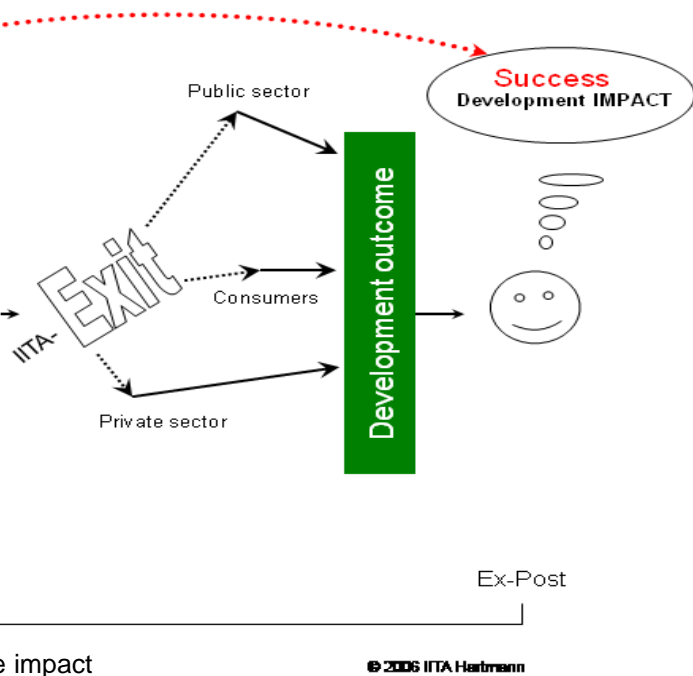 Success
Development IMPACT
Public sector
Development outcome
IITA-Exit
Consumers
Private sector
Ex-Post
e impact
© 2006 IITA Hartmann